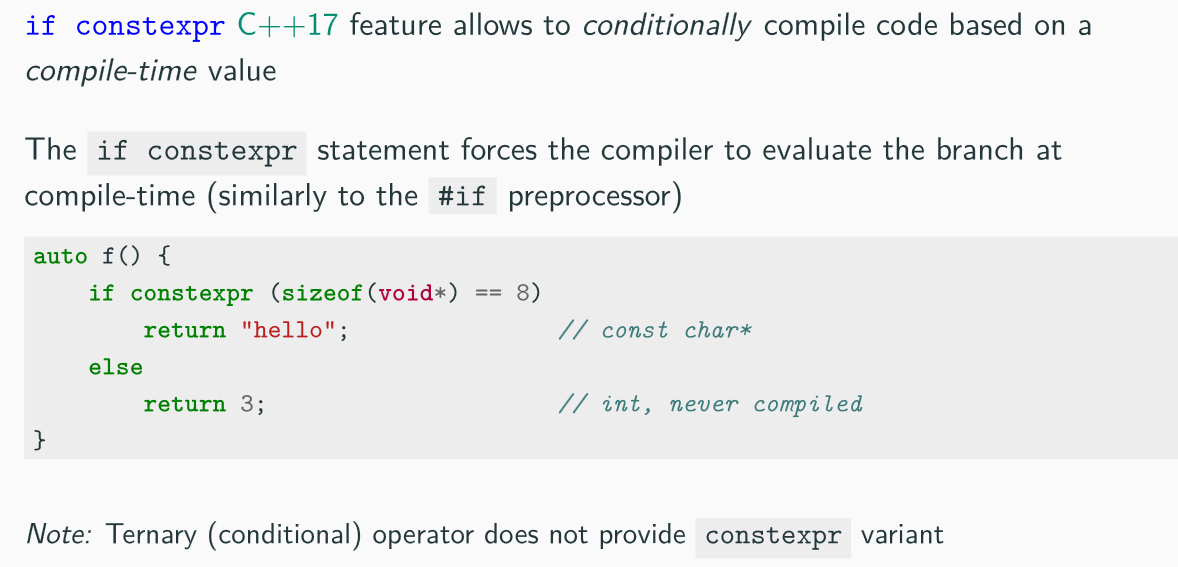 if constexpr C++17 feature allows to conditionally compile code based on a
compile-time value
The if constexpr statement forces the compiler to evaluate the branch at
compile-time (similarly to the #if preprocessor)
auto f() {
    if constexpr (sizeof(void*) == 8)
        return "hello";               // const char*
    else
        return 3;                     // int, never compiled
}
Note: Ternary (conditional) operator does not provide constexpr variant